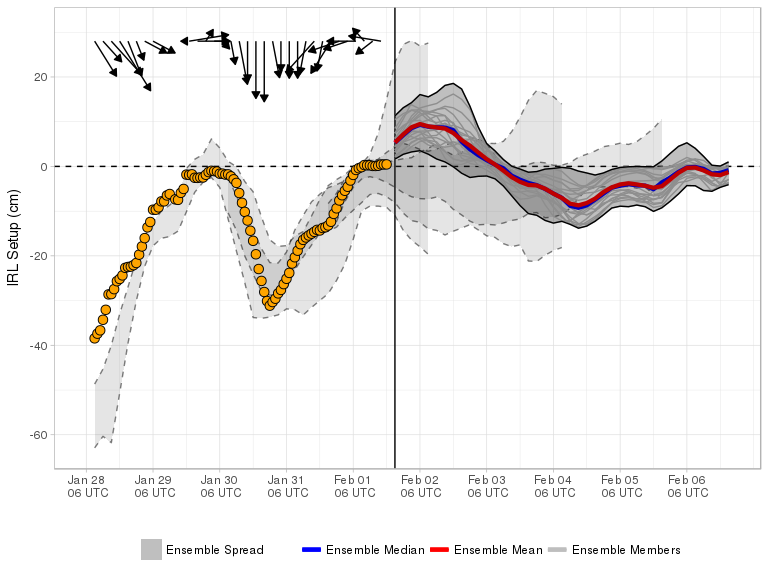 20
0
-20
-40
-60
IRL Setup (cm)
Jan 28 Jan 29 Jan 30 Jan 31 Feb 01 Feb 02 Feb 03 Feb 04 Feb 05 Feb 06
06 UTC 06 UTC 06 UTC 06 UTC 06 UTC 06 UTC 06 UTC 06 UTC 06 UTC 06 UTC
Ensemble Spread Ensemble Median Ensemble Mean Ensemble Members